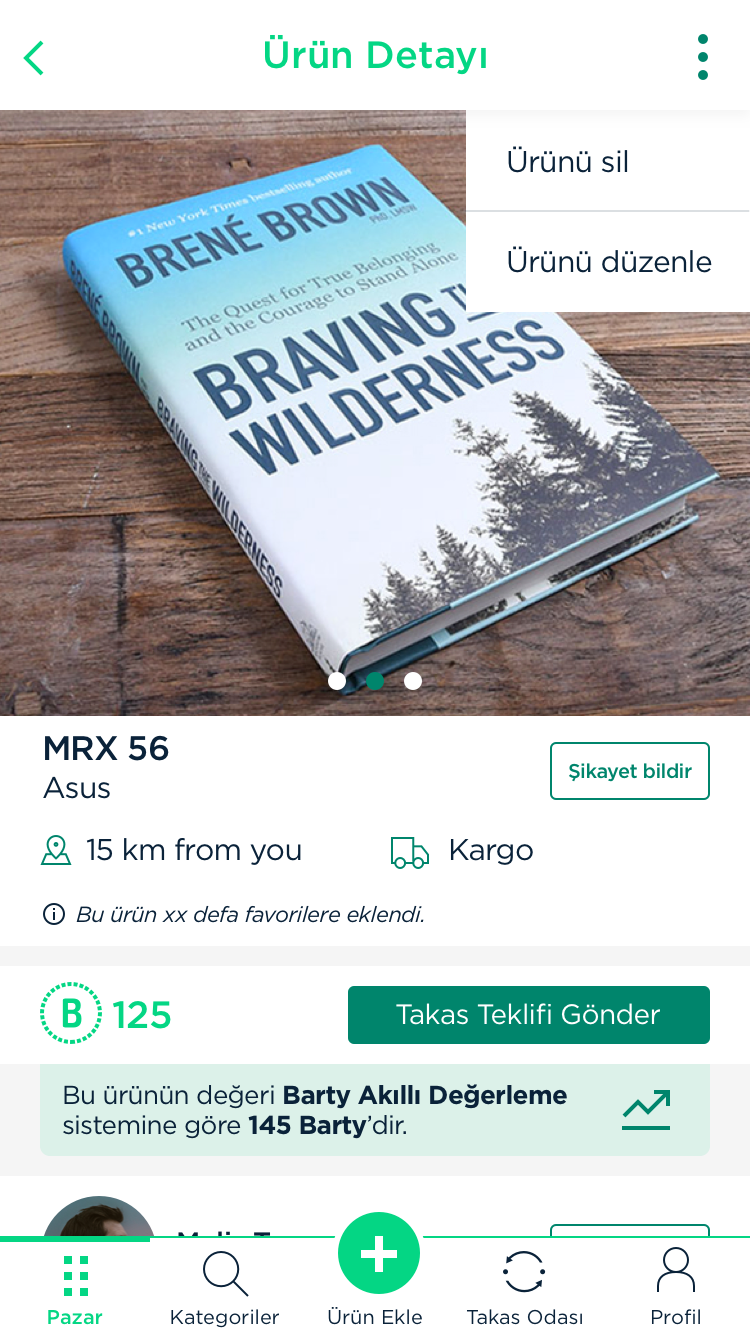 Ürün Detayı
Ürünü sil
Ürünü düzenle
#1 New York Times bestselling author
BRENÉ BROWN
PhD, LMSW
The Quest for True Belonging
and the Courage to Stand Alone
BRAVING
WILDERNESS
BRENÉ BROWN
BRAVING THE WILDERNESS
MRX 56
Asus
Şikayet bildir
15 km from you
Kargo
Bu ürün xx defa favorilere eklendi.
B 125
Takas Teklifi Gönder
Bu ürünün değeri Barty Akıllı Değerleme
sistemine göre 145 Barty’dir.
Pazar
Kategoriler
Ürün Ekle
Takas Odası
Profil